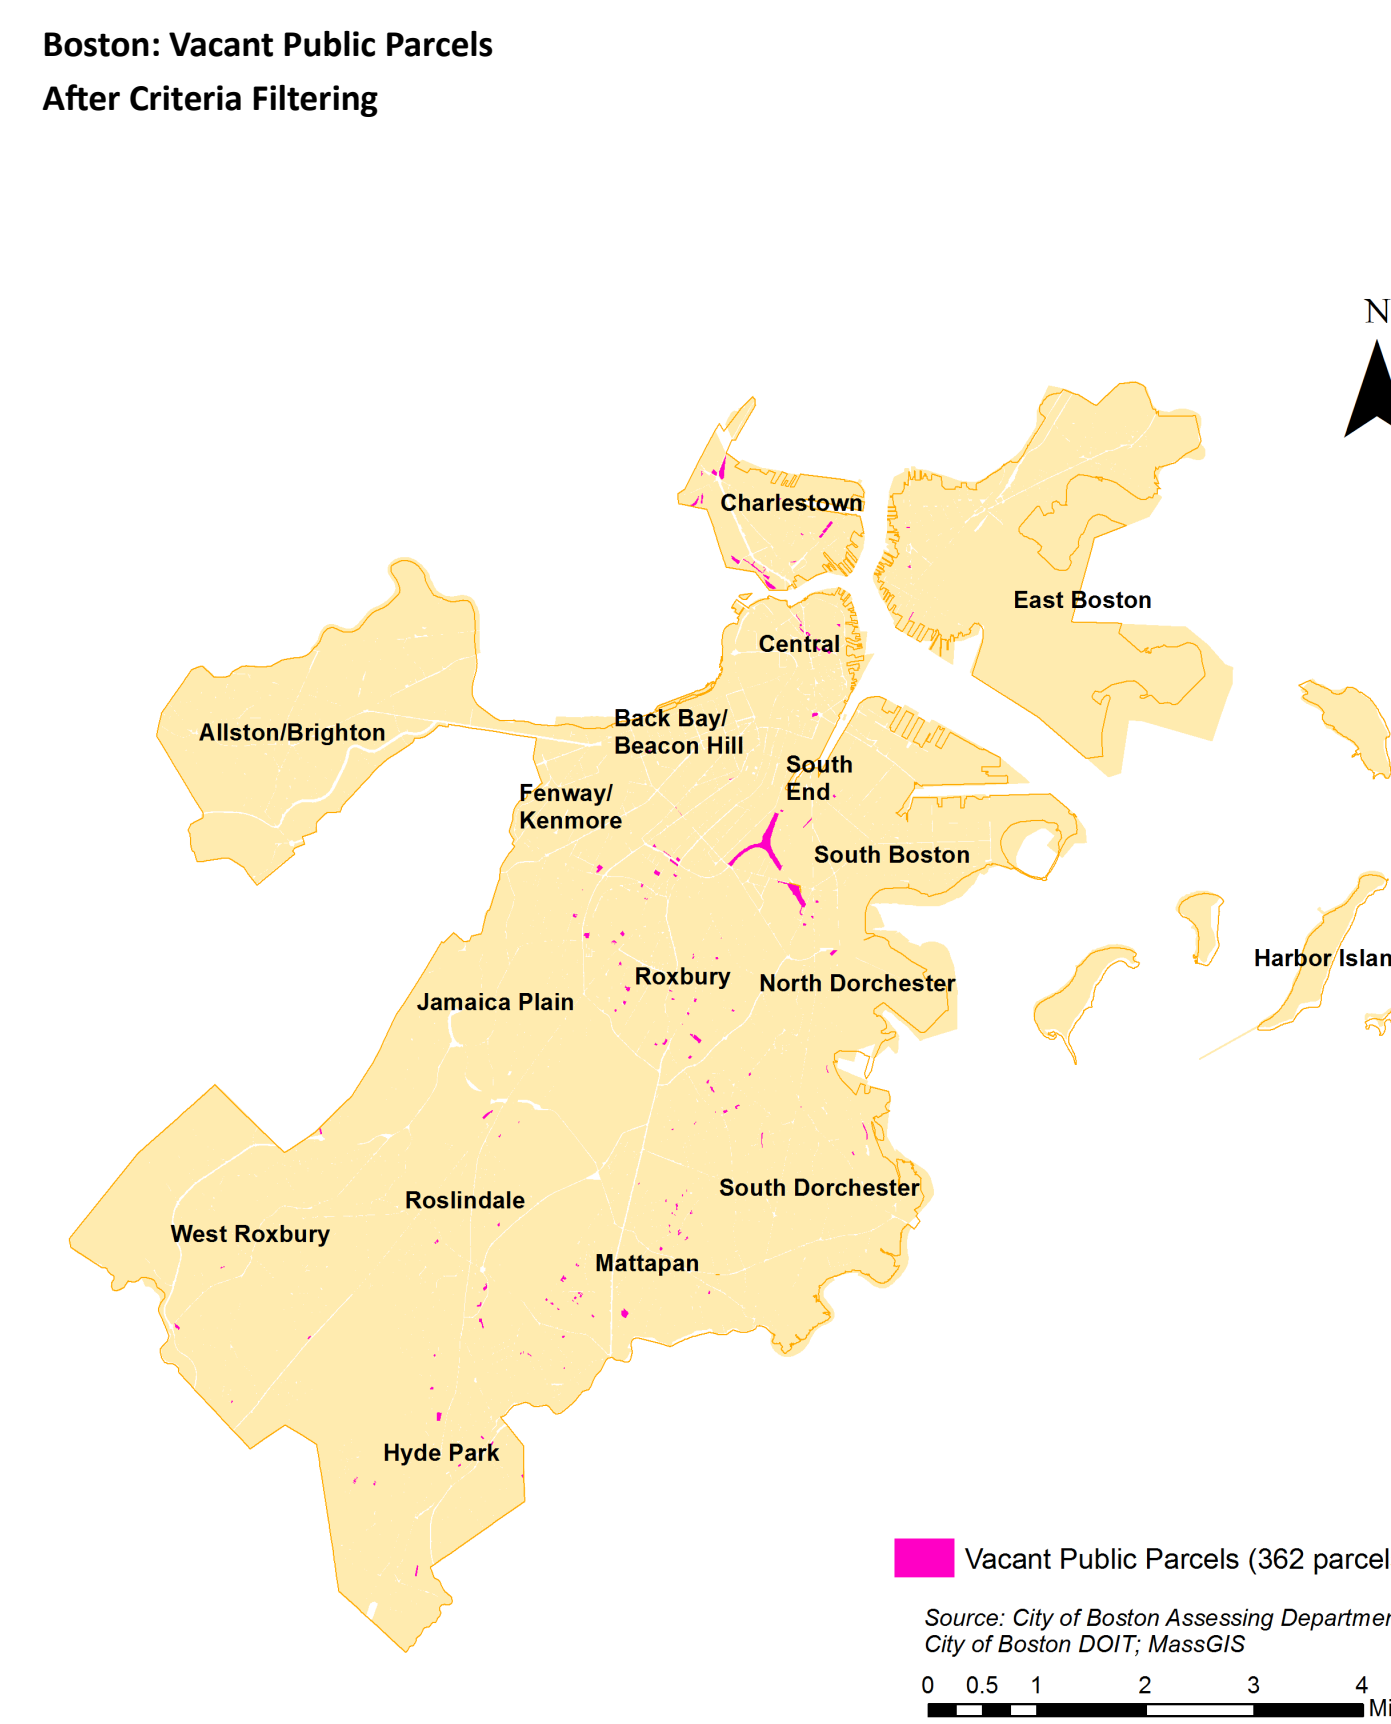 Boston: Vacant Public Parcels
After Criteria Filtering
N
Charlestown
East Boston
Central
Allston/Brighton
Back Bay/
Beacon Hill
South
End
Fenway/
Kenmore
South Boston
Harbor Islan
Roxbury
North Dorchester
Jamaica Plain
South Dorchester
Roslindale
West Roxbury
Mattapan
Hyde Park
Vacant Public Parcels (362 parcel
Source: City of Boston Assessing Departmen
City of Boston DOIT; MassGIS
0 0.5 1 2 3 4
Mi